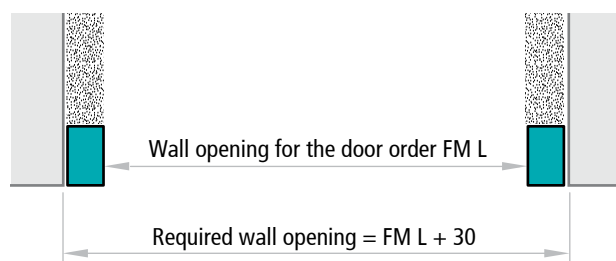 Wall opening for the door order FM L
Required wall opening = FM L + 30